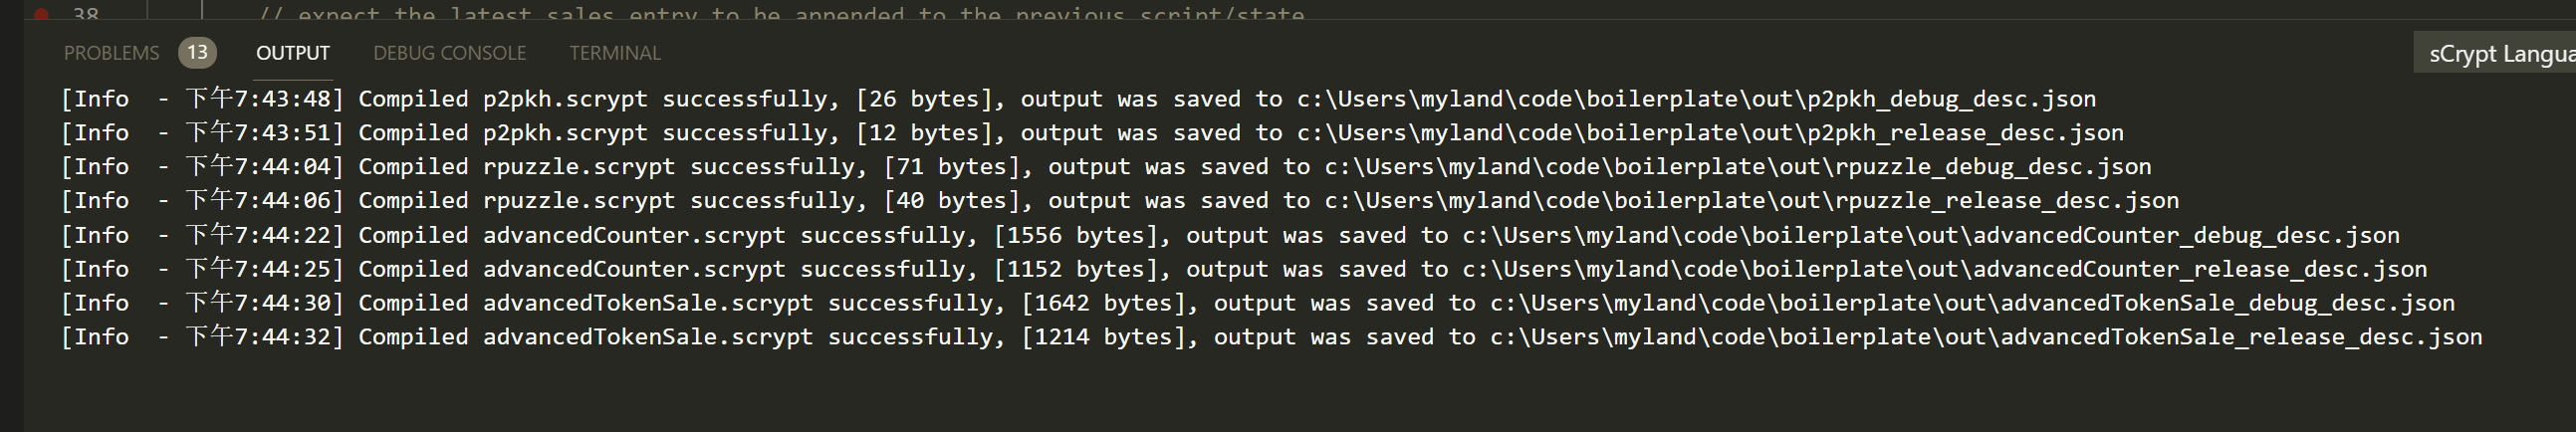 38 // expect the latest sales entry to be appended to the previous script/state
PROBLEMS 13 OUTPUT DEBUG CONSOLE TERMINAL sCrypt Langua
[Info  - 下午7:43:48] Compiled p2pkh.scrypt successfully, [26 bytes], output was saved to c:\Users\myland\code\boilerplate\out\p2pkh_debug_desc.json
[Info  - 下午7:43:51] Compiled p2pkh.scrypt successfully, [12 bytes], output was saved to c:\Users\myland\code\boilerplate\out\p2pkh_release_desc.json
[Info  - 下午7:44:04] Compiled rpuzzle.scrypt successfully, [71 bytes], output was saved to c:\Users\myland\code\boilerplate\out\rpuzzle_debug_desc.json
[Info  - 下午7:44:06] Compiled rpuzzle.scrypt successfully, [40 bytes], output was saved to c:\Users\myland\code\boilerplate\out\rpuzzle_release_desc.json
[Info  - 下午7:44:22] Compiled advancedCounter.scrypt successfully, [1556 bytes], output was saved to c:\Users\myland\code\boilerplate\out\advancedCounter_debug_desc.json
[Info  - 下午7:44:25] Compiled advancedCounter.scrypt successfully, [1152 bytes], output was saved to c:\Users\myland\code\boilerplate\out\advancedCounter_release_desc.json
[Info  - 下午7:44:30] Compiled advancedTokenSale.scrypt successfully, [1642 bytes], output was saved to c:\Users\myland\code\boilerplate\out\advancedTokenSale_debug_desc.json
[Info  - 下午7:44:32] Compiled advancedTokenSale.scrypt successfully, [1214 bytes], output was saved to c:\Users\myland\code\boilerplate\out\advancedTokenSale_release_desc.json